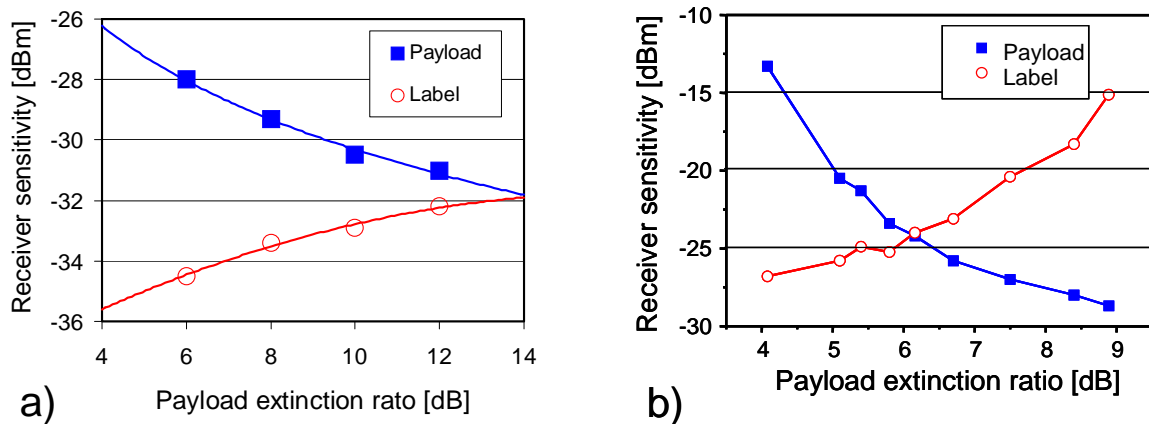 -26
-28
-30
-32
-34
-36
Receiver sensitivity [dBm]
Payload
Label
4 6 8 10 12 14
Payload extinction rato [dB]
a)
-10
-15
-20
-25
-30
Receiver sensitivity [dBm]
Payload
Label
4 5 6 7 8 9
Payload extinction ratio [dB]
b)